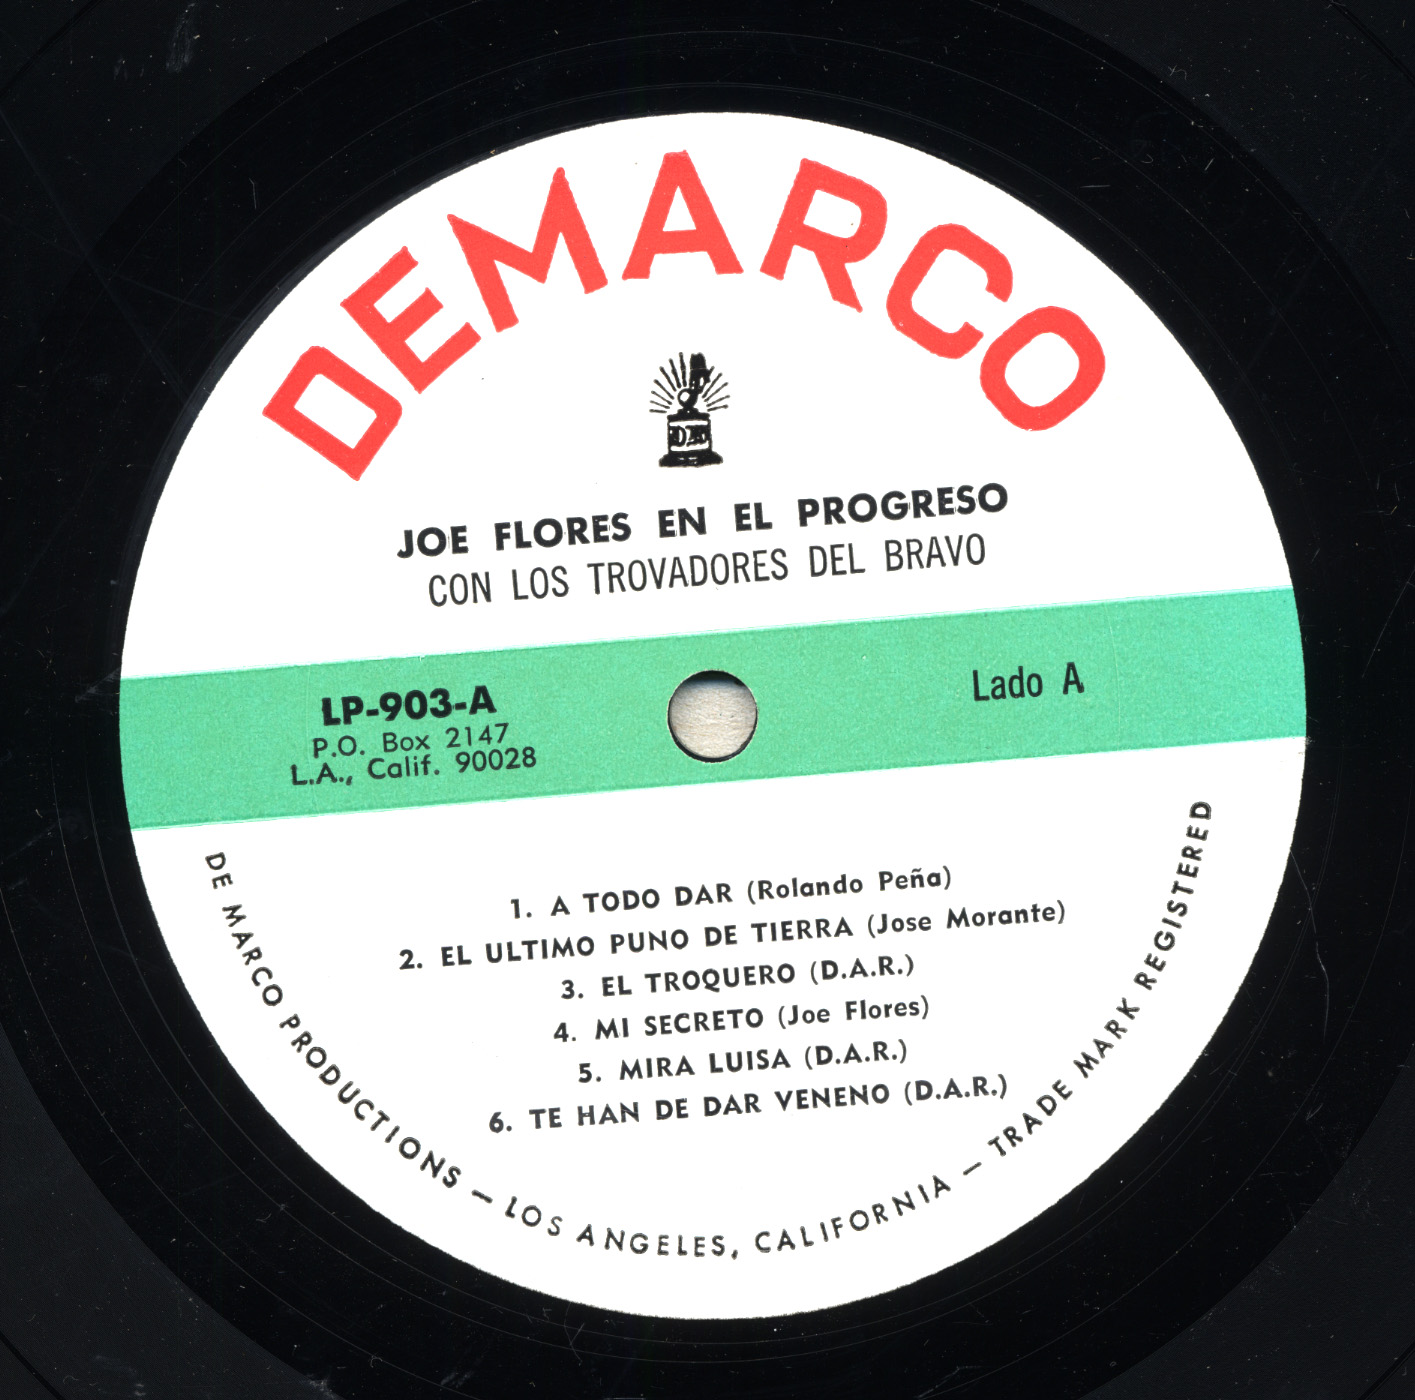 DEMARCO
JOE FLORES EN EL PROGRESO
CON LOS TROVADORES DEL BRAVO
LP-903-A
P.O. Box 2147
L.A., Calif. 90028
Lado A
1. A TODO DAR (Rolando Peña)
2. EL ULTIMO PUNO DE TIERRA (Jose Morante)
3. EL TROQUERO (D.A.R.)
4. MI SECRETO (Joe Flores)
5. MIRA LUISA (D.A.R.)
6. TE HAN DE DAR VENENO (D.A.R.)
DE MARCO PRODUCTIONS — LOS ANGELES, CALIFORNIA — TRADE MARK REGISTERED